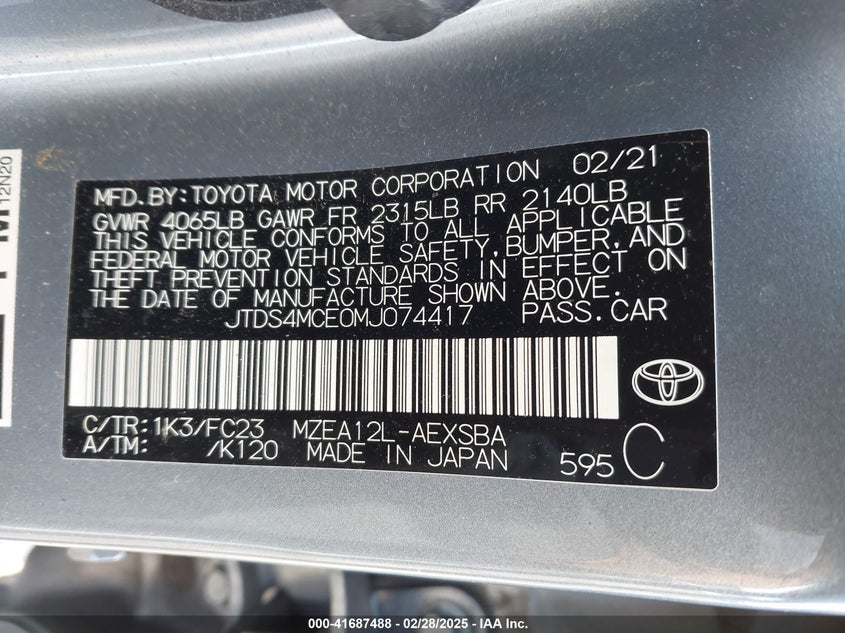 12N20
MFD.BY:TOYOTA MOTOR CORPORATION 02/21
GVWR 4065LB GAWR FR 2315LB RR 2140LB
THIS VEHICLE CONFORMS TO ALL APPLICABLE
FEDERAL MOTOR VEHICLE SAFETY,BUMPER,AND
THEFT PREVENTION STANDARDS IN EFFECT ON
THE DATE OF MANUFACTURE SHOWN ABOVE.
JTDS4MCE0MJ074417 PASS.CAR
C/TR:1K3/FC23 MZEA12L-AEXSBA
A/TM: /K120 MADE IN JAPAN 595 C
000-41687488 - 02/28/2025 - IAA Inc.